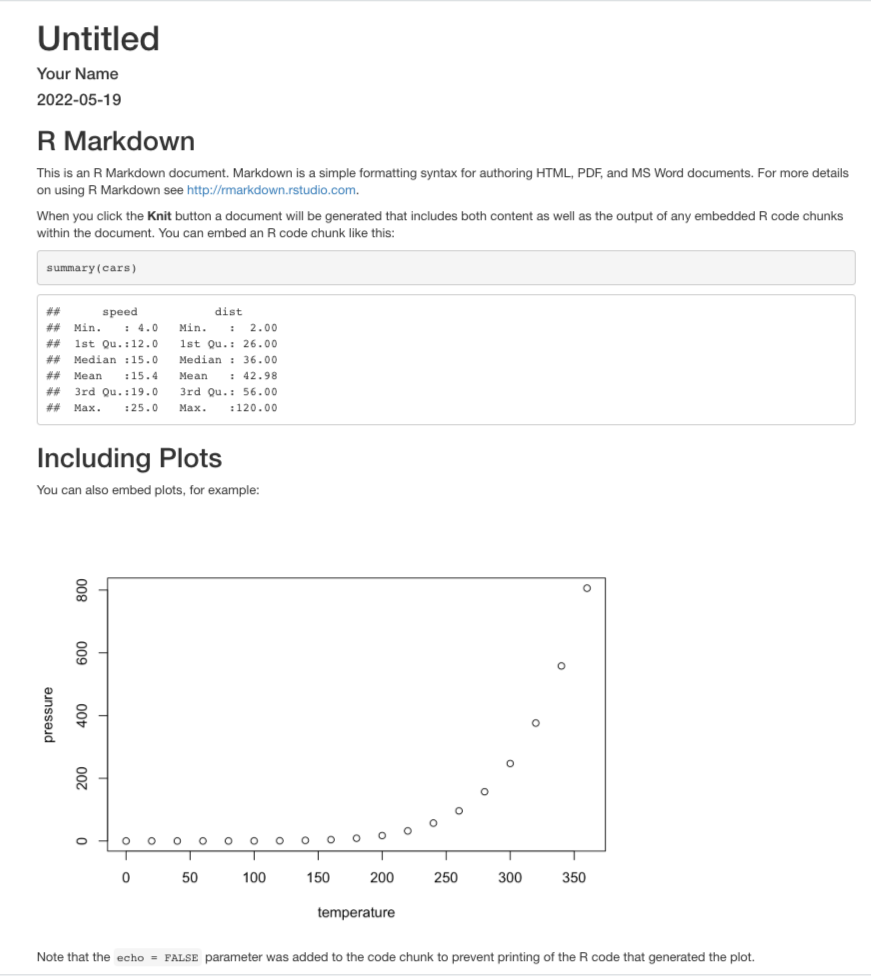 Untitled
Your Name
2022-05-19
R Markdown
This is an R Markdown document. Markdown is a simple formatting syntax for authoring HTML, PDF, and MS Word documents. For more details
on using R Markdown see http://rmarkdown.rstudio.com.
When you click the Knit button a document will be generated that includes both content as well as the output of any embedded R code chunks
within the document. You can embed an R code chunk like this:
summary(cars)
##      speed           dist
##  Min.   : 4.0   Min.   :  2.00
##  1st Qu.:12.0   1st Qu.: 26.00
##  Median :15.0   Median : 36.00
##  Mean   :15.4   Mean   : 42.98
##  3rd Qu.:19.0   3rd Qu.: 56.00
##  Max.   :25.0   Max.   :120.00
Including Plots
You can also embed plots, for example:
800
600
400
200
0
pressure
0 50 100 150 200 250 300 350
temperature
Note that the echo = FALSE parameter was added to the code chunk to prevent printing of the R code that generated the plot.